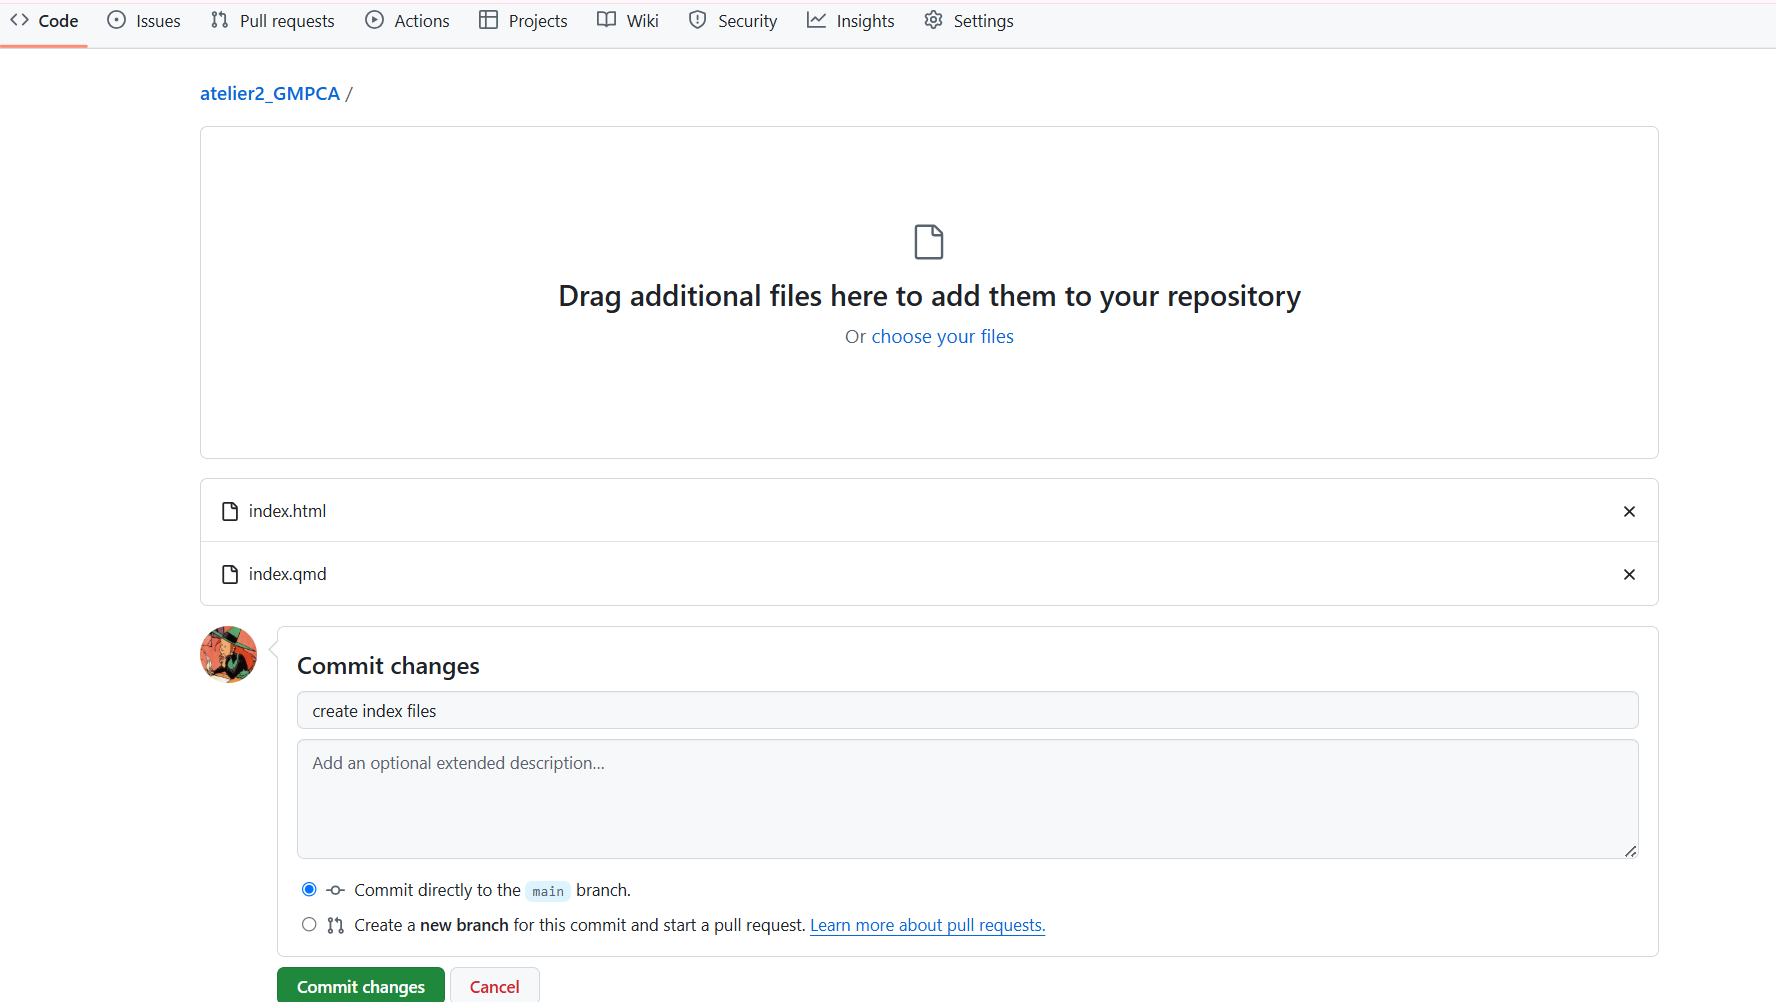 Code Issues Pull requests Actions Projects Wiki Security Insights Settings
atelier2_GMPCA /
Drag additional files here to add them to your repository
Or choose your files
index.html
index.qmd
Commit changes
create index files
Add an optional extended description...
Commit directly to the main branch.
Create a new branch for this commit and start a pull request. Learn more about pull requests.
Commit changes Cancel